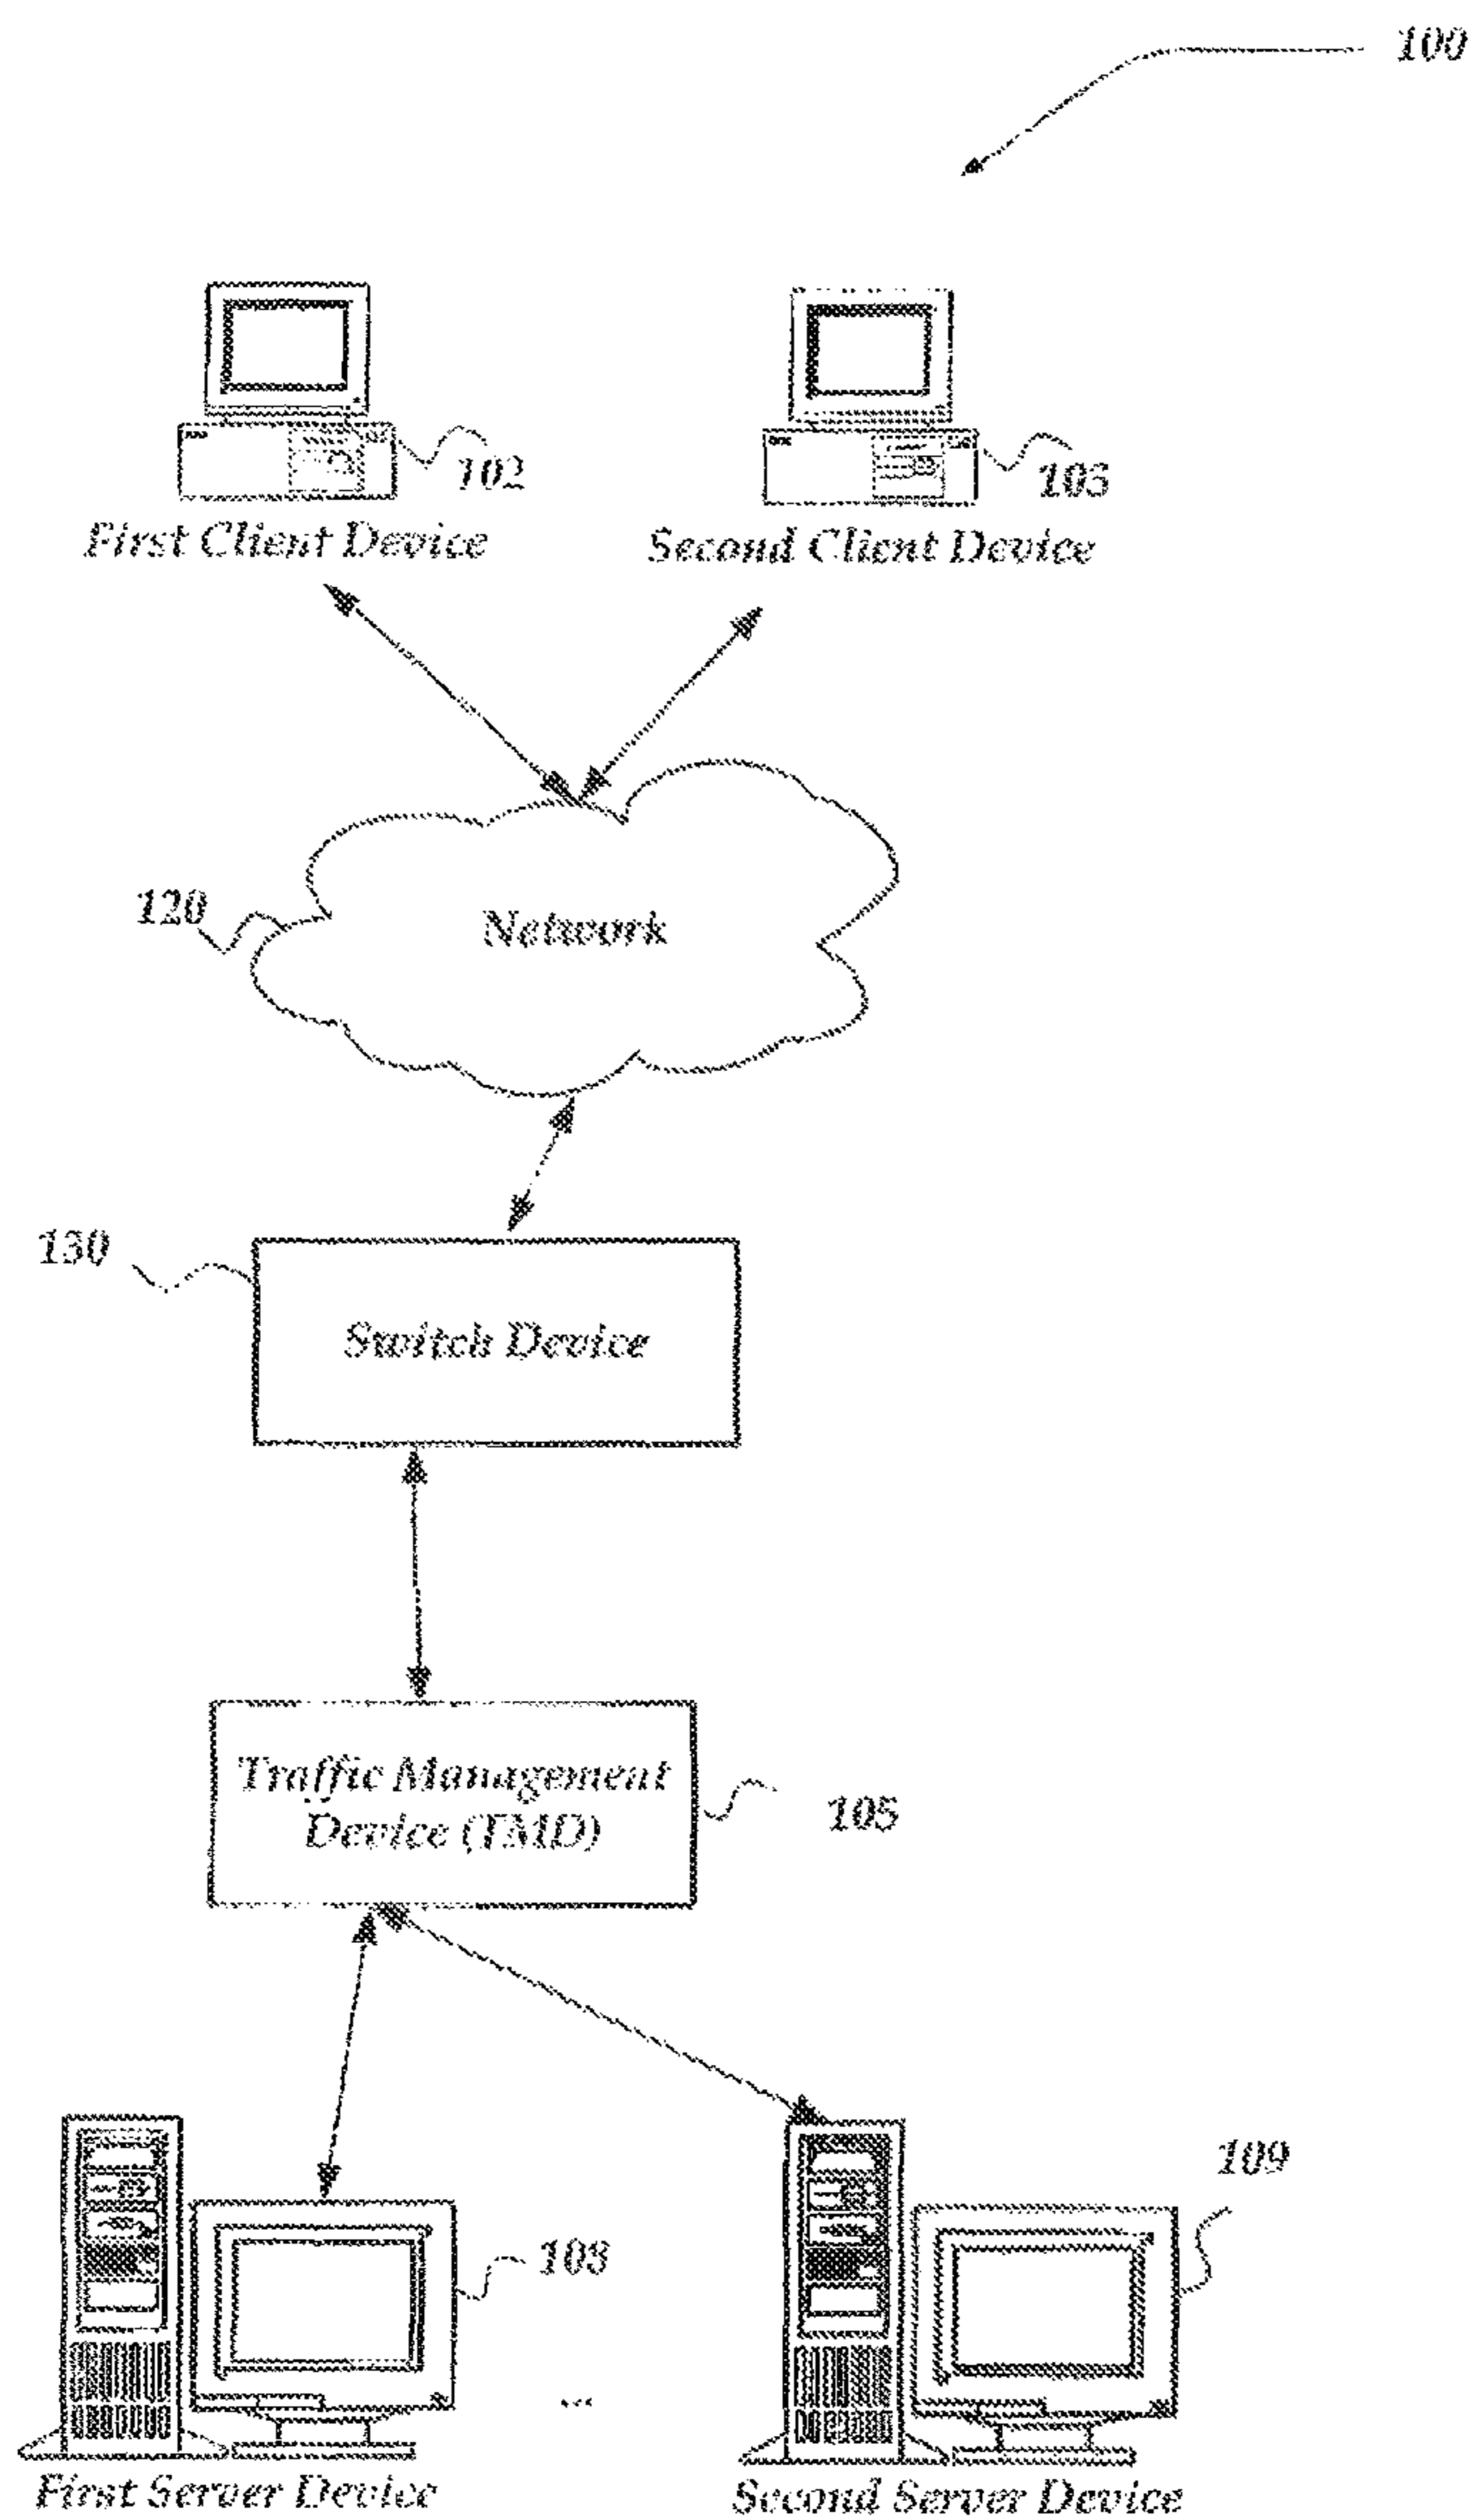 100
102
103
First Client Device
Second Client Device
120
Network
130
Switch Device
Traffic Management
Device (TMD)
105
109
108
...
First Server Device
Second Server Device